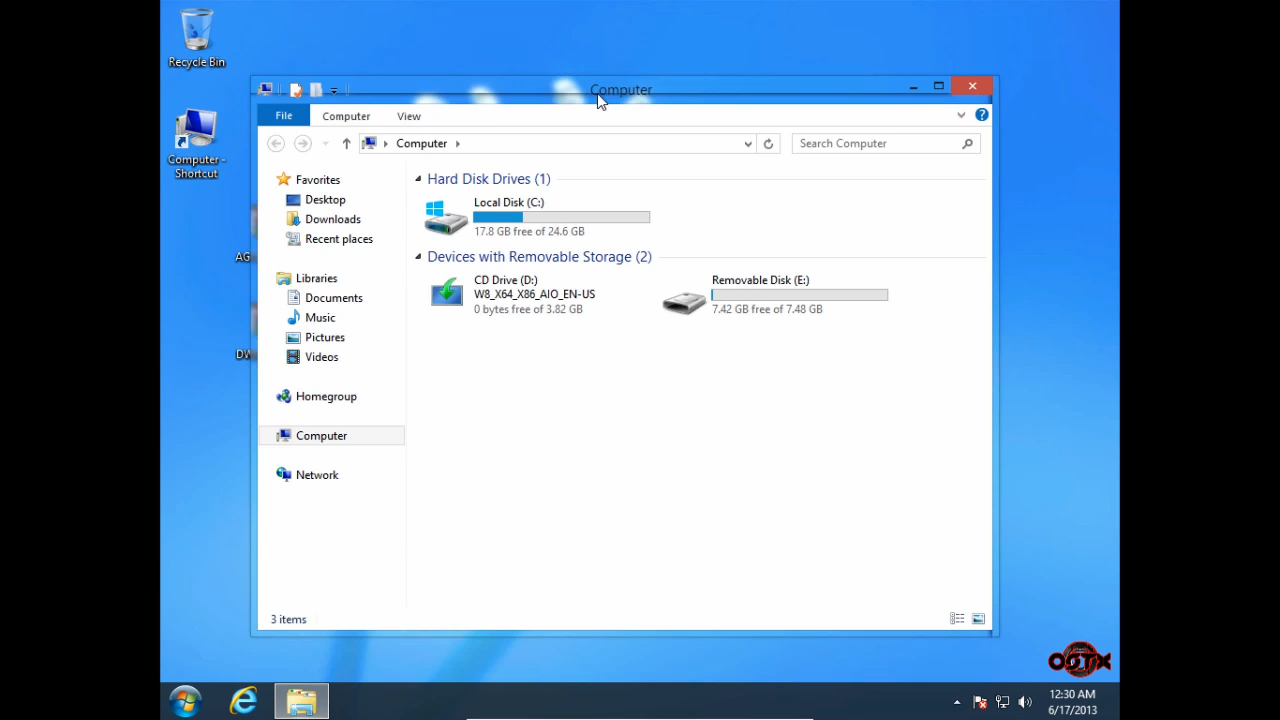 Recycle Bin
Computer -
Shortcut
AG
DW
Computer
File
Computer
View
Computer
Search Computer
Favorites
Desktop
Downloads
Recent places
Libraries
Documents
Music
Pictures
Videos
Homegroup
Computer
Network
Hard Disk Drives (1)
Local Disk (C:)
17.8 GB free of 24.6 GB
Devices with Removable Storage (2)
CD Drive (D:)
W8_X64_X86_AIO_EN-US
0 bytes free of 3.82 GB
Removable Disk (E:)
7.42 GB free of 7.48 GB
3 items
OSTX
12:30 AM
6/17/2013